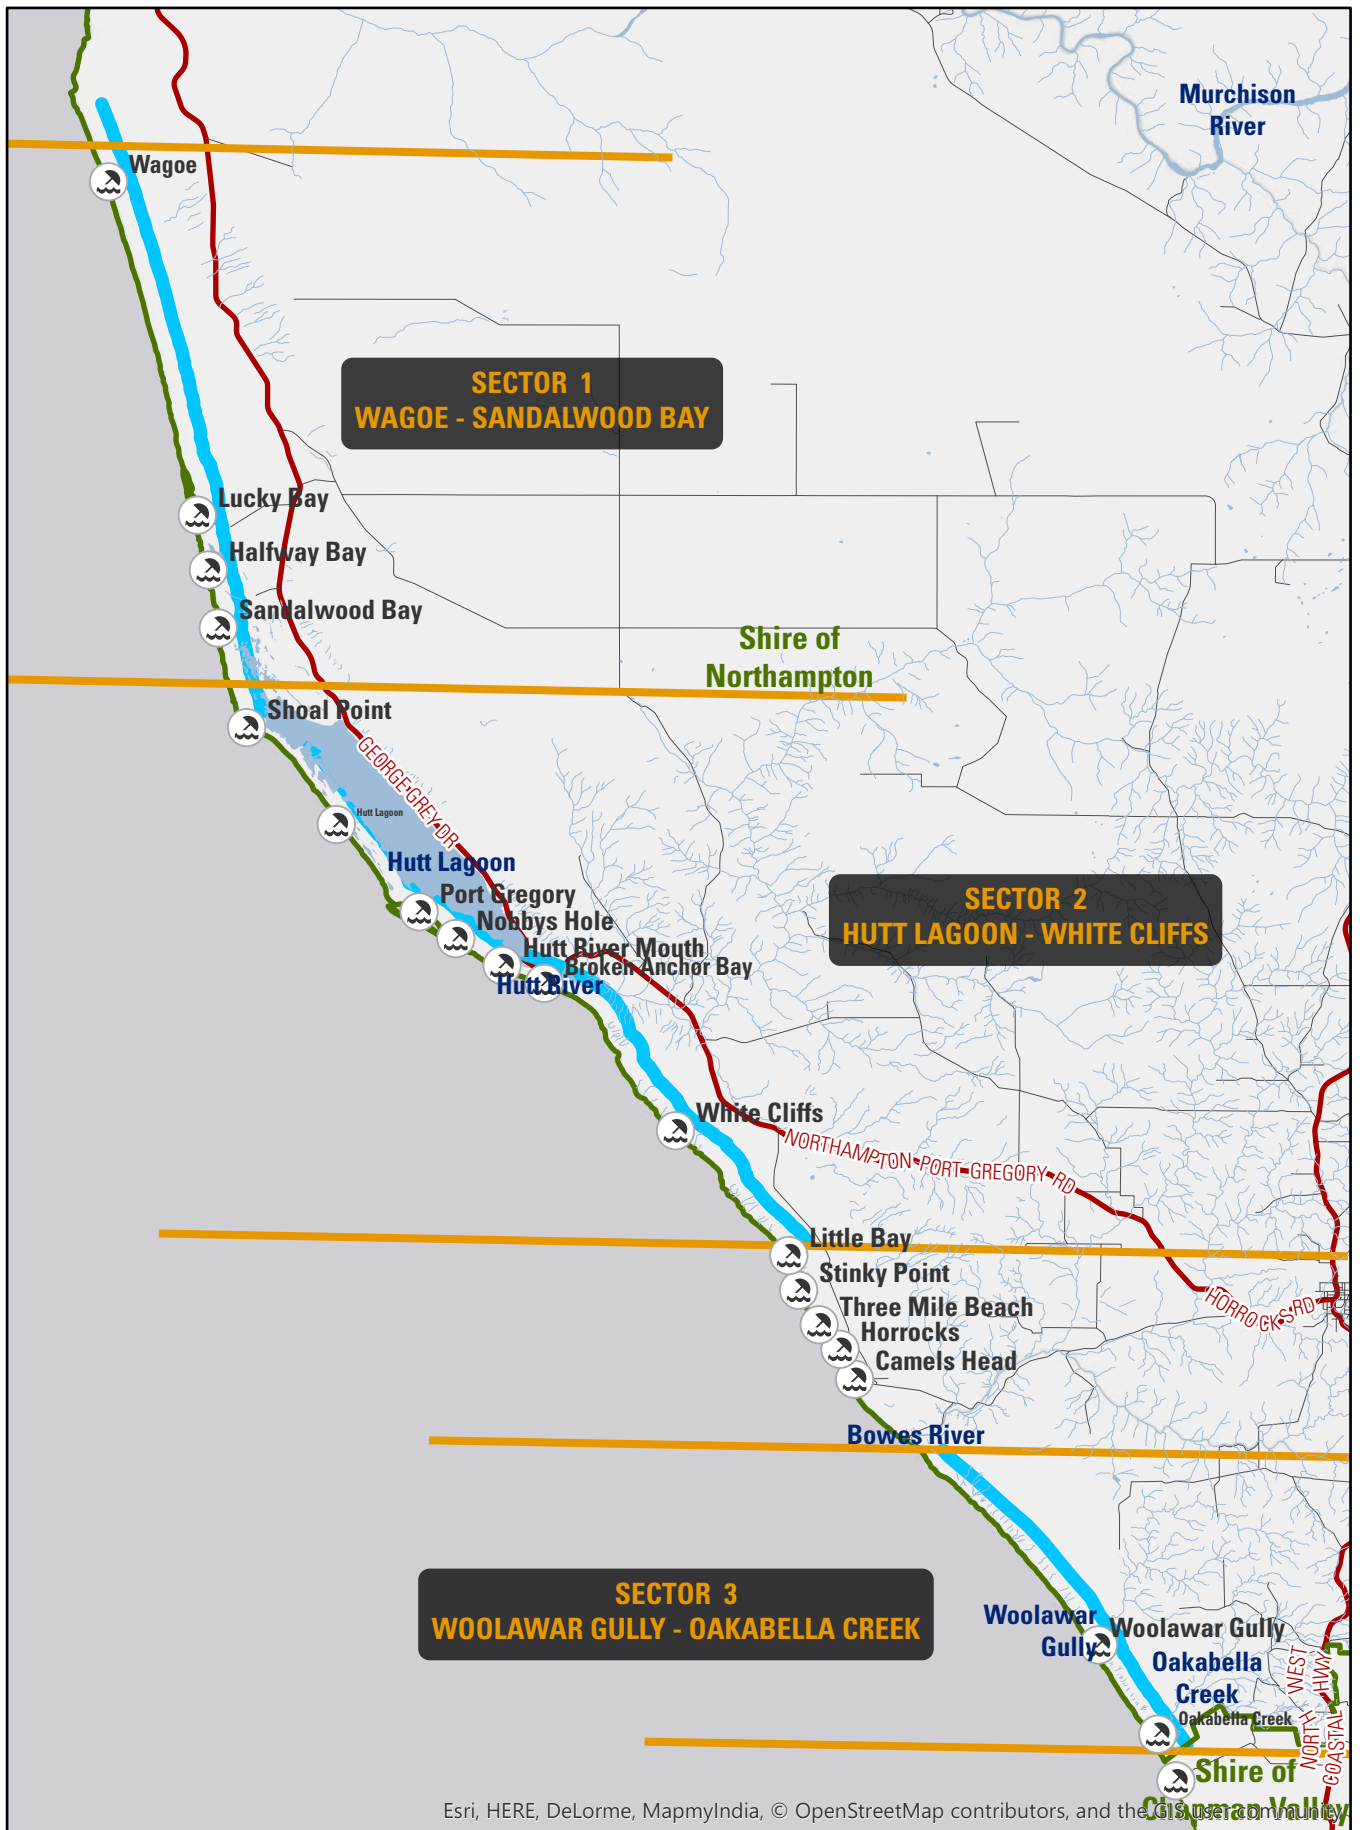 Murchison
River
Wagoe
SECTOR 1
WAGOE - SANDALWOOD BAY
Lucky Bay
Halfway Bay
Sandalwood Bay
Shire of
Northampton
Shoal Point
GEORGE GREY DR
Hutt Lagoon
Hutt Lagoon
Port Gregory
SECTOR 2
HUTT LAGOON - WHITE CLIFFS
Nobbys Hole
Hutt River Mouth
Broken Anchor Bay
Hutt River
White Cliffs
NORTHAMPTON-PORT-GREGORY RD
Little Bay
Stinky Point
Three Mile Beach
HORROCKS RD
Horrocks
Camels Head
Bowes River
SECTOR 3
WOOLAWAR GULLY - OAKABELLA CREEK
Woolawar
Gully
Woolawar Gully
Oakabella
Creek
Oakabella Creek
NORTH WEST
COASTAL HWY
Shire of
Chapman Valley
Esri, HERE, DeLorme, MapmyIndia, © OpenStreetMap contributors, and the GIS user community